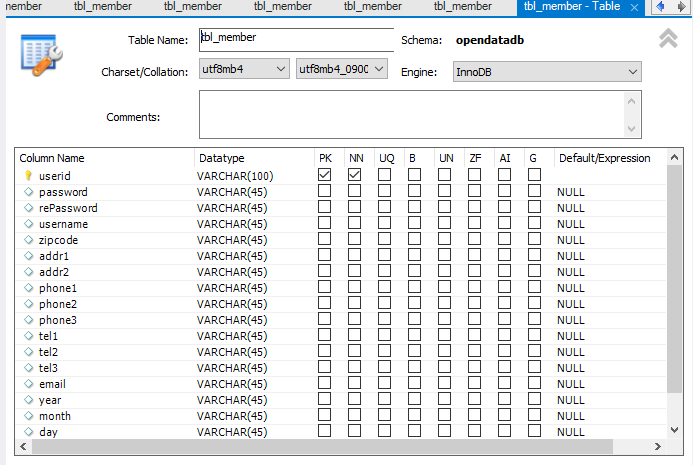 ember tbl_member tbl_member tbl_member tbl_member tbl_member - Table
Table Name: tbl_member Schema: opendatadb
Charset/Collation: utf8mb4 utf8mb4_0900 Engine: InnoDB
Comments:
Column Name Datatype PK NN UQ B UN ZF AI G Default/Expression
userid VARCHAR(100)
password VARCHAR(45) NULL
rePassword VARCHAR(45) NULL
username VARCHAR(45) NULL
zipcode VARCHAR(45) NULL
addr1 VARCHAR(45) NULL
addr2 VARCHAR(45) NULL
phone1 VARCHAR(45) NULL
phone2 VARCHAR(45) NULL
phone3 VARCHAR(45) NULL
tel1 VARCHAR(45) NULL
tel2 VARCHAR(45) NULL
tel3 VARCHAR(45) NULL
email VARCHAR(45) NULL
year VARCHAR(45) NULL
month VARCHAR(45) NULL
day VARCHAR(45) NULL